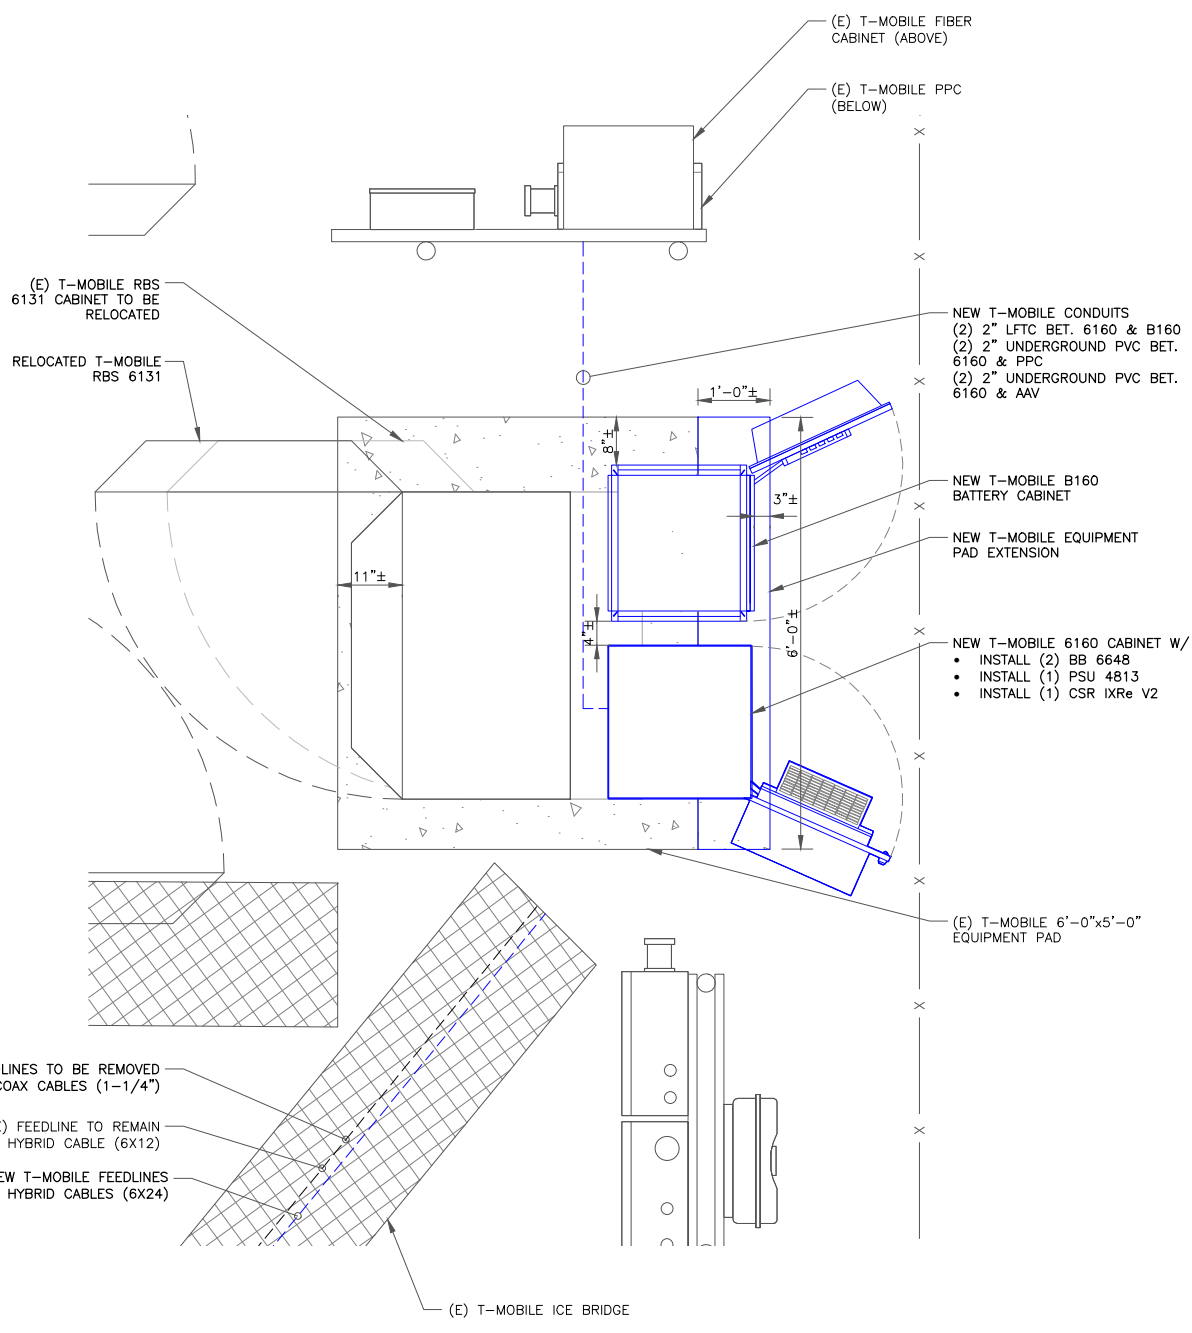 (E) T-MOBILE FIBER
CABINET (ABOVE)
(E) T-MOBILE PPC
(BELOW)
(E) T-MOBILE RBS
6131 CABINET TO BE
RELOCATED
RELOCATED T-MOBILE
RBS 6131
NEW T-MOBILE CONDUITS
(2) 2" LFTC BET. 6160 & B160
(2) 2" UNDERGROUND PVC BET.
6160 & PPC
(2) 2" UNDERGROUND PVC BET.
6160 & AAV
1'-0"±
8"±
3"±
11"±
4"±
6'-0"±
NEW T-MOBILE B160
BATTERY CABINET
NEW T-MOBILE EQUIPMENT
PAD EXTENSION
NEW T-MOBILE 6160 CABINET W/
• INSTALL (2) BB 6648
• INSTALL (1) PSU 4813
• INSTALL (1) CSR IXRe V2
(E) T-MOBILE 6'-0"x5'-0"
EQUIPMENT PAD
LINES TO BE REMOVED
COAX CABLES (1-1/4")
) FEEDLINE TO REMAIN
HYBRID CABLE (6X12)
EW T-MOBILE FEEDLINES
HYBRID CABLES (6X24)
(E) T-MOBILE ICE BRIDGE
X
X
X
X
X
X
X
X
X